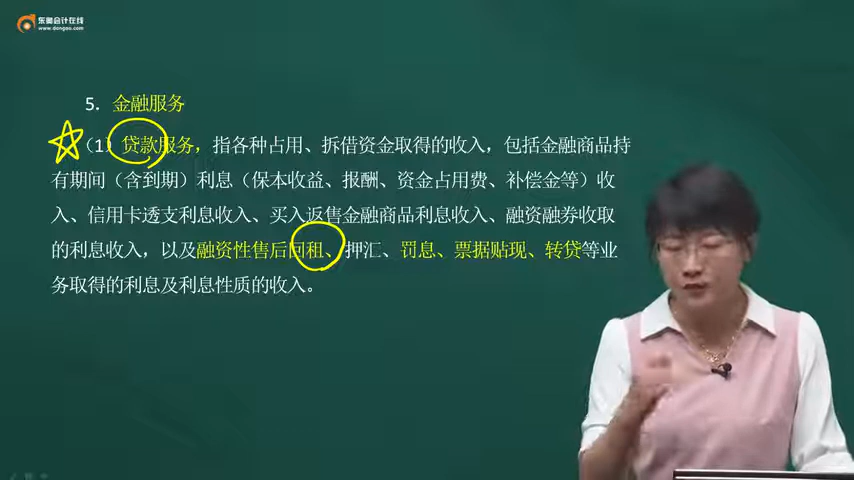 东奥会计在线
www.dongao.com
5. 金融服务
（1）贷款服务，指各种占用、拆借资金取得的收入，包括金融商品持
有期间（含到期）利息（保本收益、报酬、资金占用费、补偿金等）收
入、信用卡透支利息收入、买入返售金融商品利息收入、融资融券收取
的利息收入，以及融资性售后回租、押汇、罚息、票据贴现、转贷等业
务取得的利息及利息性质的收入。